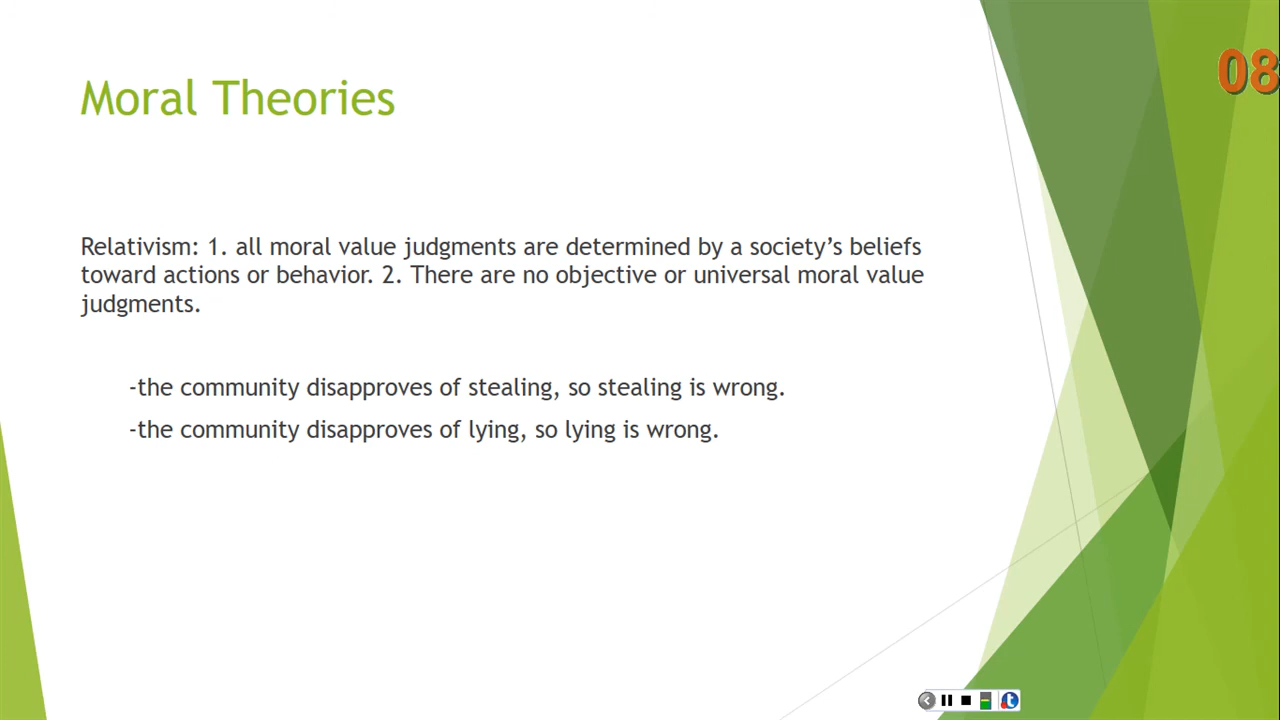 Moral Theories
08
Relativism: 1. all moral value judgments are determined by a society’s beliefs
toward actions or behavior. 2. There are no objective or universal moral value
judgments.
-the community disapproves of stealing, so stealing is wrong.
-the community disapproves of lying, so lying is wrong.
t